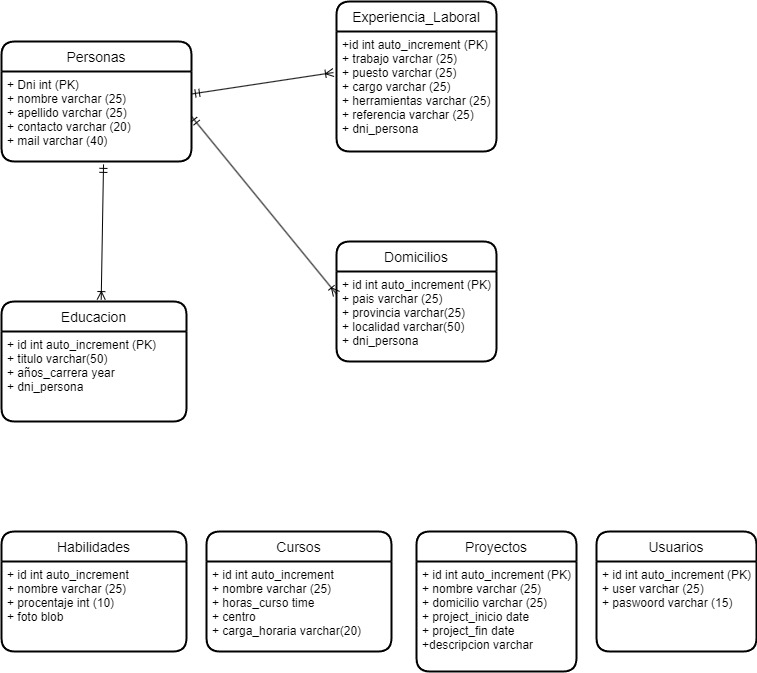 Personas
+ Dni int (PK)
+ nombre varchar (25)
+ apellido varchar (25)
+ contacto varchar (20)
+ mail varchar (40)
Experiencia_Laboral
+id int auto_increment (PK)
+ trabajo varchar (25)
+ puesto varchar (25)
+ cargo varchar (25)
+ herramientas varchar (25)
+ referencia varchar (25)
+ dni_persona
Domicilios
+ id int auto_increment (PK)
+ pais varchar (25)
+ provincia varchar(25)
+ localidad varchar(50)
+ dni_persona
Educacion
+ id int auto_increment (PK)
+ titulo varchar(50)
+ años_carrera year
+ dni_persona
Habilidades
+ id int auto_increment
+ nombre varchar (25)
+ procentaje int (10)
+ foto blob
Cursos
+ id int auto_increment
+ nombre varchar (25)
+ horas_curso time
+ centro
+ carga_horaria varchar(20)
Proyectos
+ id int auto_increment (PK)
+ nombre varchar (25)
+ domicilio varchar (25)
+ project_inicio date
+ project_fin date
+descripcion varchar
Usuarios
+ id int auto_increment (PK)
+ user varchar (25)
+ paswoord varchar (15)